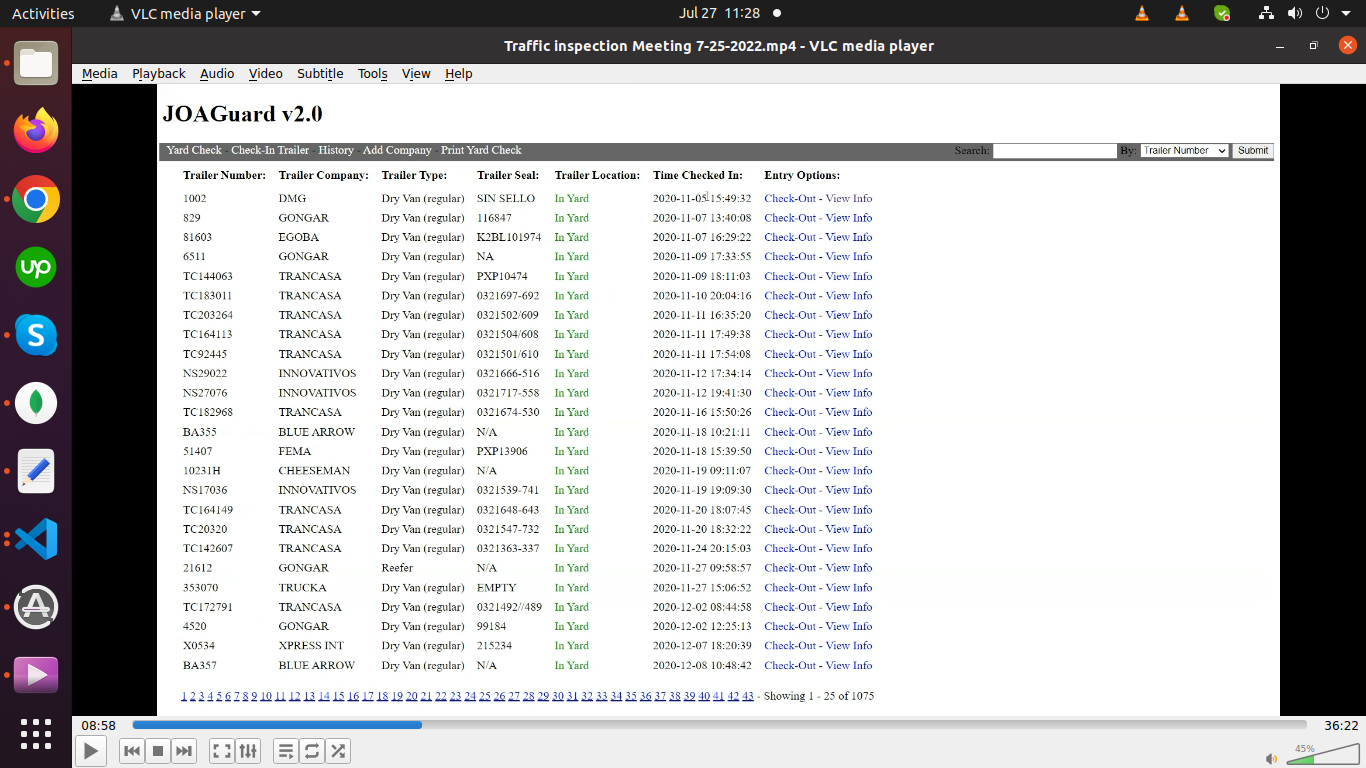 Activities VLC media player Jul 27 11:28
Traffic inspection Meeting 7-25-2022.mp4 - VLC media player
Media Playback Audio Video Subtitle Tools View Help
JOAGuard v2.0
Yard Check - Check-In Trailer - History - Add Company - Print Yard Check Search: By: Trailer Number Submit
Trailer Number: Trailer Company: Trailer Type: Trailer Seal: Trailer Location: Time Checked In: Entry Options:
1002 DMG Dry Van (regular) SIN SELLO In Yard 2020-11-05 15:49:32 Check-Out - View Info
829 GONGAR Dry Van (regular) 116847 In Yard 2020-11-07 13:40:08 Check-Out - View Info
81603 EGOBA Dry Van (regular) K2BL101974 In Yard 2020-11-07 16:29:22 Check-Out - View Info
6511 GONGAR Dry Van (regular) NA In Yard 2020-11-09 17:33:55 Check-Out - View Info
TC144063 TRANCASA Dry Van (regular) PXP10474 In Yard 2020-11-09 18:11:03 Check-Out - View Info
TC183011 TRANCASA Dry Van (regular) 0321697-692 In Yard 2020-11-10 20:04:16 Check-Out - View Info
TC203264 TRANCASA Dry Van (regular) 0321502/609 In Yard 2020-11-11 16:35:20 Check-Out - View Info
TC164113 TRANCASA Dry Van (regular) 0321504/608 In Yard 2020-11-11 17:49:38 Check-Out - View Info
TC92445 TRANCASA Dry Van (regular) 0321501/610 In Yard 2020-11-11 17:54:08 Check-Out - View Info
NS29022 INNOVATIVOS Dry Van (regular) 0321666-516 In Yard 2020-11-12 17:34:14 Check-Out - View Info
NS27076 INNOVATIVOS Dry Van (regular) 0321717-558 In Yard 2020-11-12 19:41:30 Check-Out - View Info
TC182968 TRANCASA Dry Van (regular) 0321674-530 In Yard 2020-11-16 15:50:26 Check-Out - View Info
BA355 BLUE ARROW Dry Van (regular) N/A In Yard 2020-11-18 10:21:11 Check-Out - View Info
51407 FEMA Dry Van (regular) PXP13906 In Yard 2020-11-18 15:39:50 Check-Out - View Info
10231H CHEESEMAN Dry Van (regular) N/A In Yard 2020-11-19 09:11:07 Check-Out - View Info
NS17036 INNOVATIVOS Dry Van (regular) 0321539-741 In Yard 2020-11-19 19:09:30 Check-Out - View Info
TC164149 TRANCASA Dry Van (regular) 0321648-643 In Yard 2020-11-20 18:07:45 Check-Out - View Info
TC20320 TRANCASA Dry Van (regular) 0321547-732 In Yard 2020-11-20 18:32:22 Check-Out - View Info
TC142607 TRANCASA Dry Van (regular) 0321363-337 In Yard 2020-11-24 20:15:03 Check-Out - View Info
21612 GONGAR Reefer N/A In Yard 2020-11-27 09:58:57 Check-Out - View Info
353070 TRUCKA Dry Van (regular) EMPTY In Yard 2020-11-27 15:06:52 Check-Out - View Info
TC172791 TRANCASA Dry Van (regular) 0321492//489 In Yard 2020-12-02 08:44:58 Check-Out - View Info
4520 GONGAR Dry Van (regular) 99184 In Yard 2020-12-02 12:25:13 Check-Out - View Info
X0534 XPRESS INT Dry Van (regular) 215234 In Yard 2020-12-07 18:20:39 Check-Out - View Info
BA357 BLUE ARROW Dry Van (regular) N/A In Yard 2020-12-08 10:48:42 Check-Out - View Info
1 2 3 4 5 6 7 8 9 10 11 12 13 14 15 16 17 18 19 20 21 22 23 24 25 26 27 28 29 30 31 32 33 34 35 36 37 38 39 40 41 42 43 - Showing 1 - 25 of 1075
08:58 36:22
45%